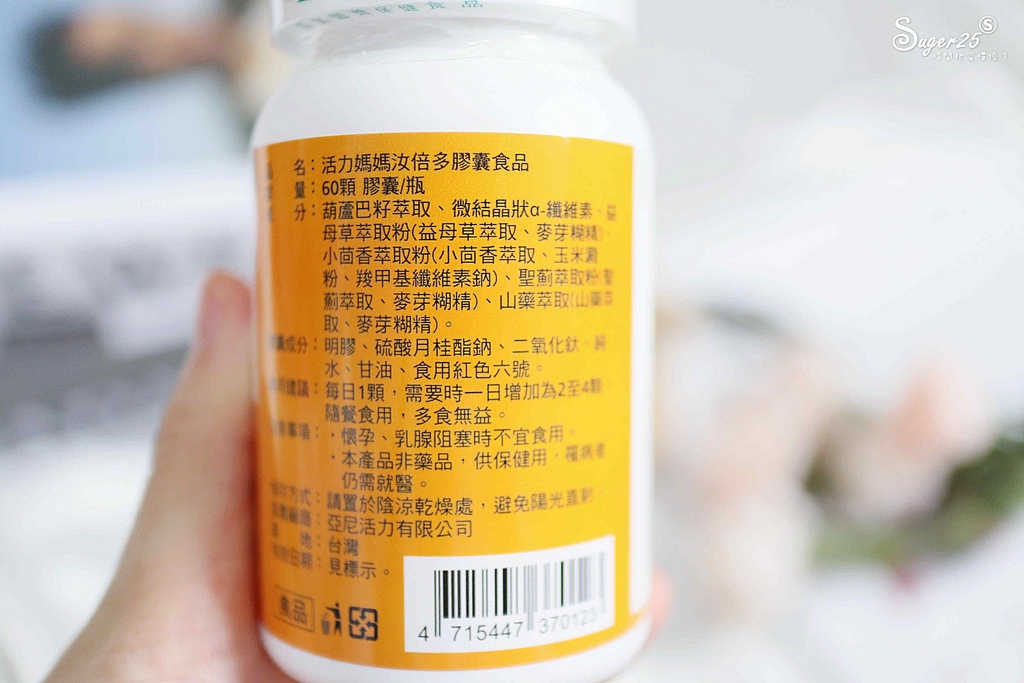 保健食品
Suger25
名：活力媽媽汝倍多膠囊食品
量：60顆 膠囊/瓶
分：葫蘆巴籽萃取、微結晶狀α-纖維素、益
母草萃取粉(益母草萃取、麥芽糊精)、
小茴香萃取粉(小茴香萃取、玉米澱
粉、羧甲基纖維素鈉)、聖薊萃取粉(聖
薊萃取、麥芽糊精)、山藥萃取(山藥萃
取、麥芽糊精)。
成分：明膠、硫酸月桂酯鈉、二氧化鈦、純
水、甘油、食用紅色六號。
建議：每日1顆，需要時一日增加為2至4顆
隨餐食用，多食無益。
事項：．懷孕、乳腺阻塞時不宜食用。
．本產品非藥品，供保健用，罹病者
仍需就醫。
保存方式：請置於陰涼乾燥處，避免陽光直射
亞尼活力有限公司
地：台灣
有效日期：見標示。
食品
4 715447 370123